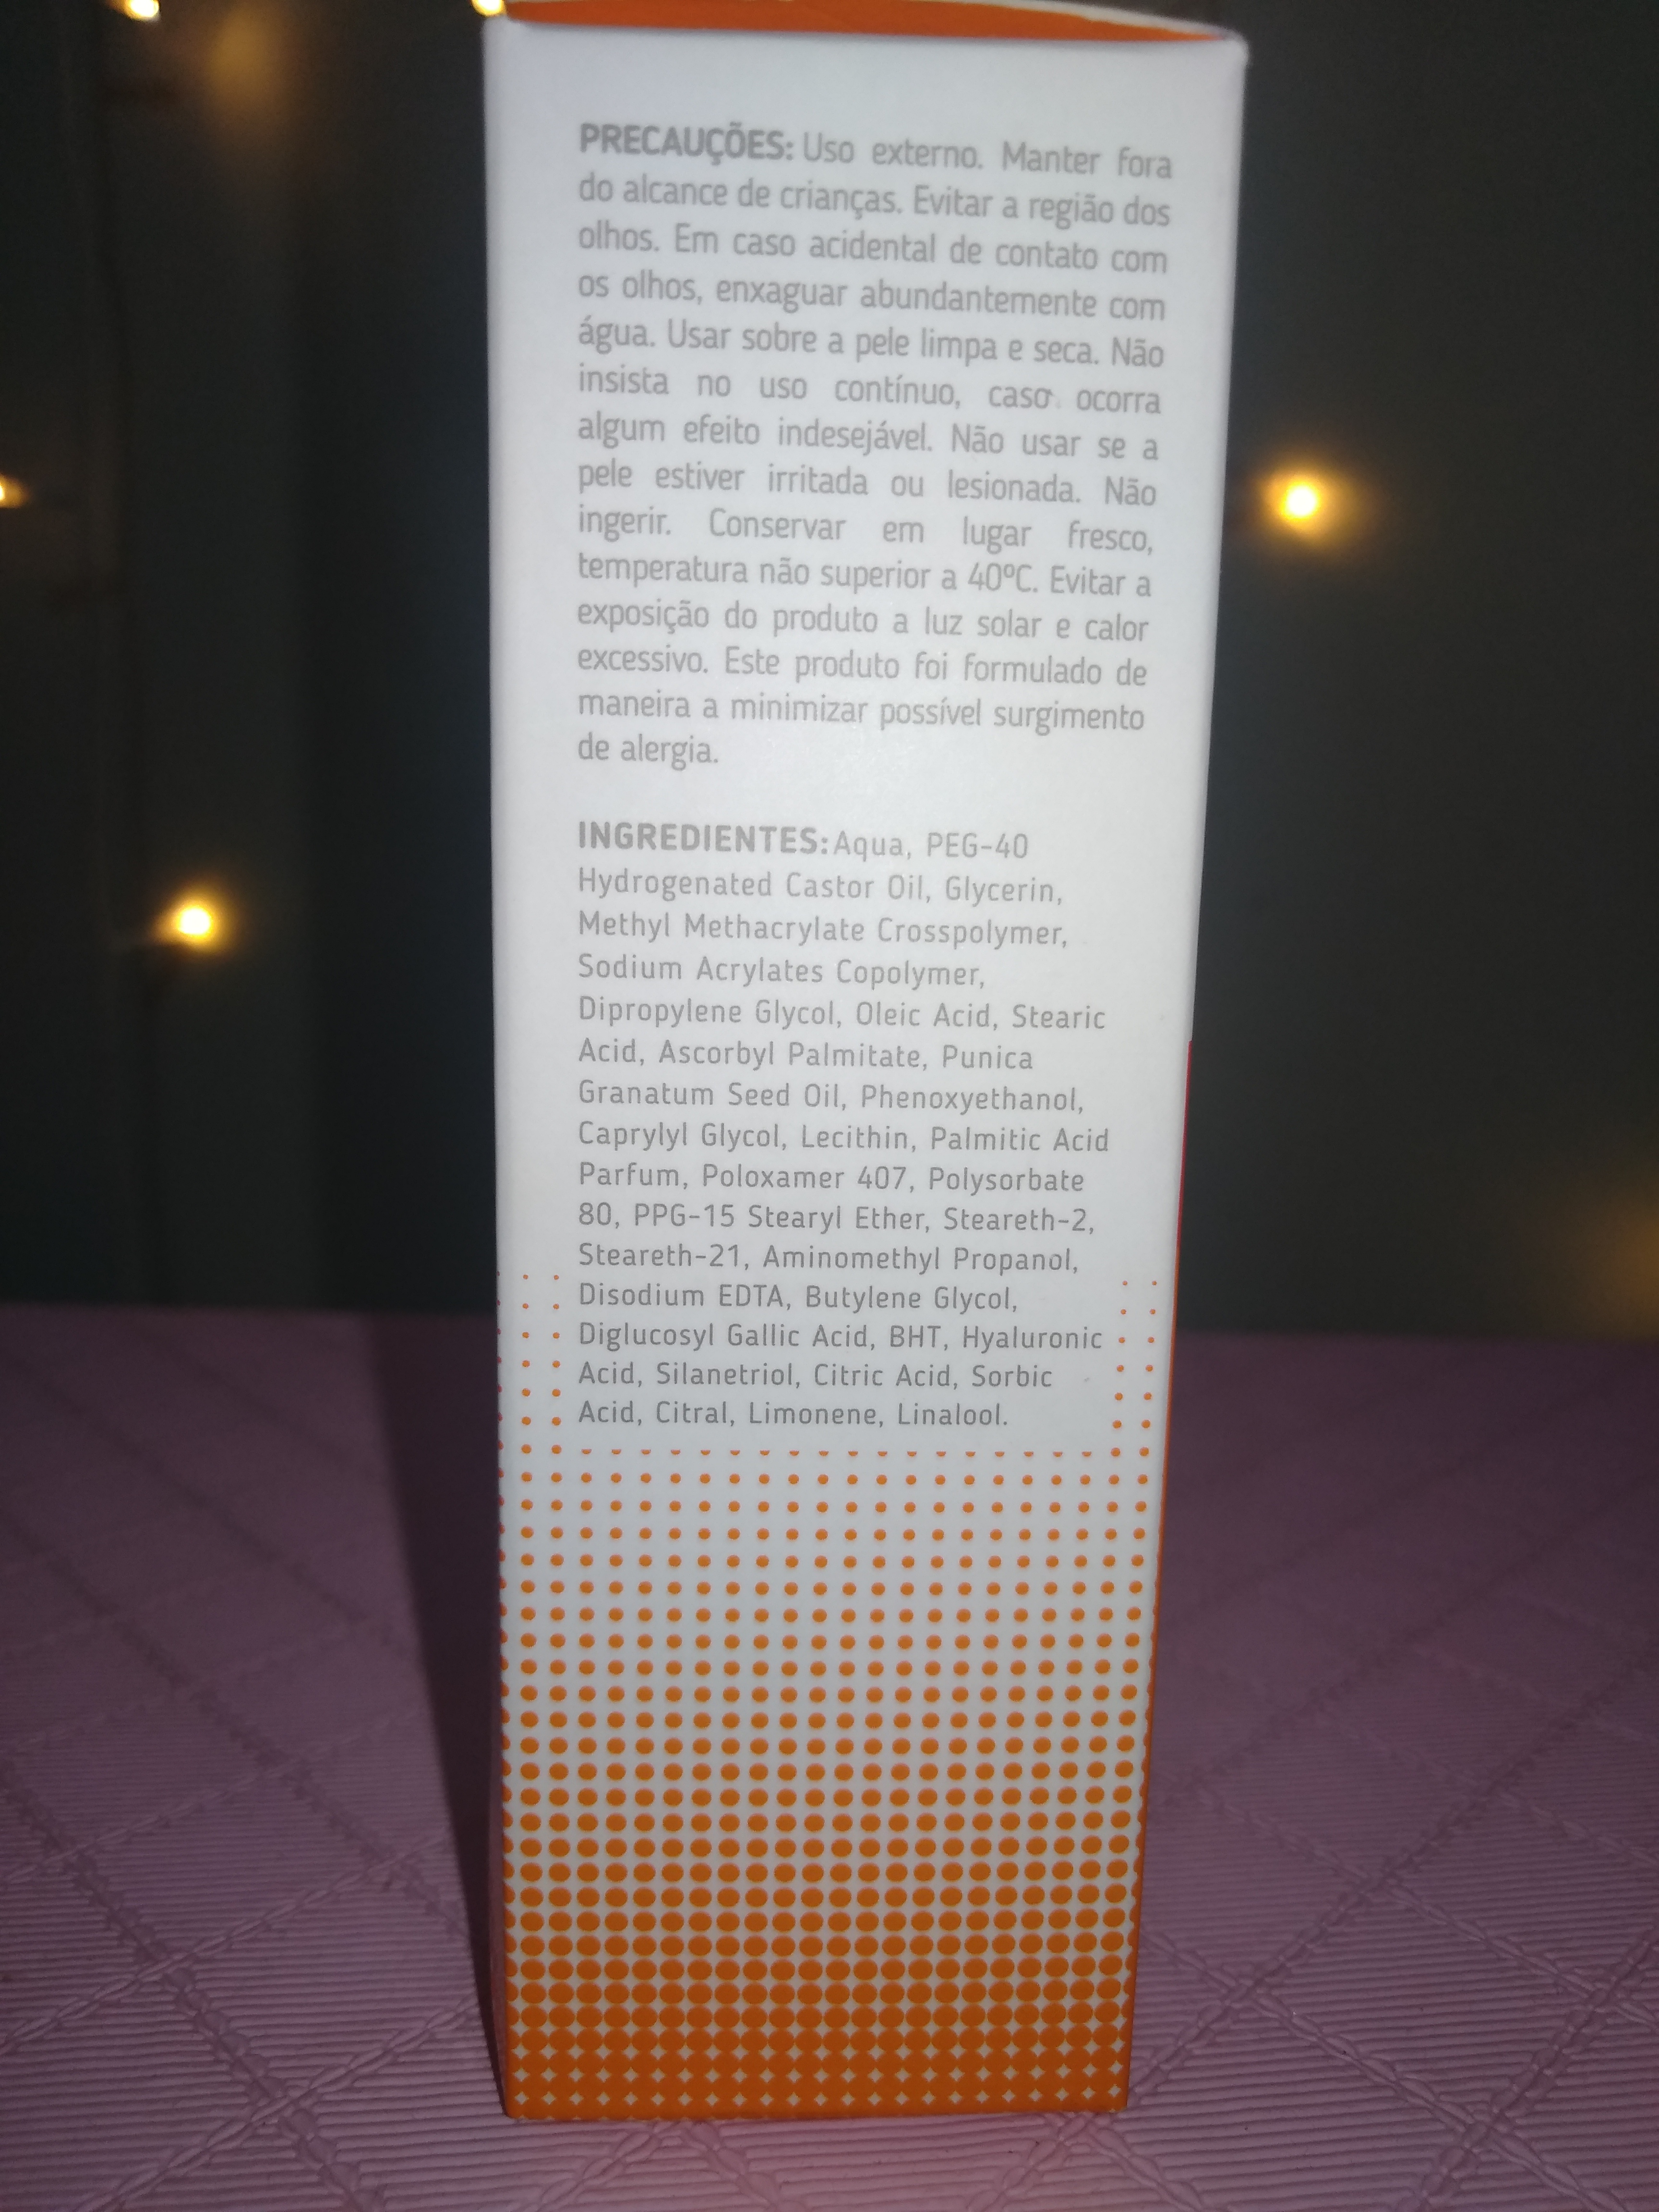 PRECAUÇÕES: Uso externo. Manter fora
do alcance de crianças. Evitar a região dos
olhos. Em caso acidental de contato com
os olhos, enxaguar abundantemente com
água. Usar sobre a pele limpa e seca. Não
insista no uso contínuo, caso ocorra
algum efeito indesejável. Não usar se a
pele estiver irritada ou lesionada. Não
ingerir. Conservar em lugar fresco,
temperatura não superior a 40ºC. Evitar a
exposição do produto a luz solar e calor
excessivo. Este produto foi formulado de
maneira a minimizar possível surgimento
de alergia.
INGREDIENTES: Aqua, PEG-40
Hydrogenated Castor Oil, Glycerin,
Methyl Methacrylate Crosspolymer,
Sodium Acrylates Copolymer,
Dipropylene Glycol, Oleic Acid, Stearic
Acid, Ascorbyl Palmitate, Punica
Granatum Seed Oil, Phenoxyethanol,
Caprylyl Glycol, Lecithin, Palmitic Acid
Parfum, Poloxamer 407, Polysorbate
80, PPG-15 Stearyl Ether, Steareth-2,
Steareth-21, Aminomethyl Propanol,
Disodium EDTA, Butylene Glycol,
Diglucosyl Gallic Acid, BHT, Hyaluronic
Acid, Silanetriol, Citric Acid, Sorbic
Acid, Citral, Limonene, Linalool.